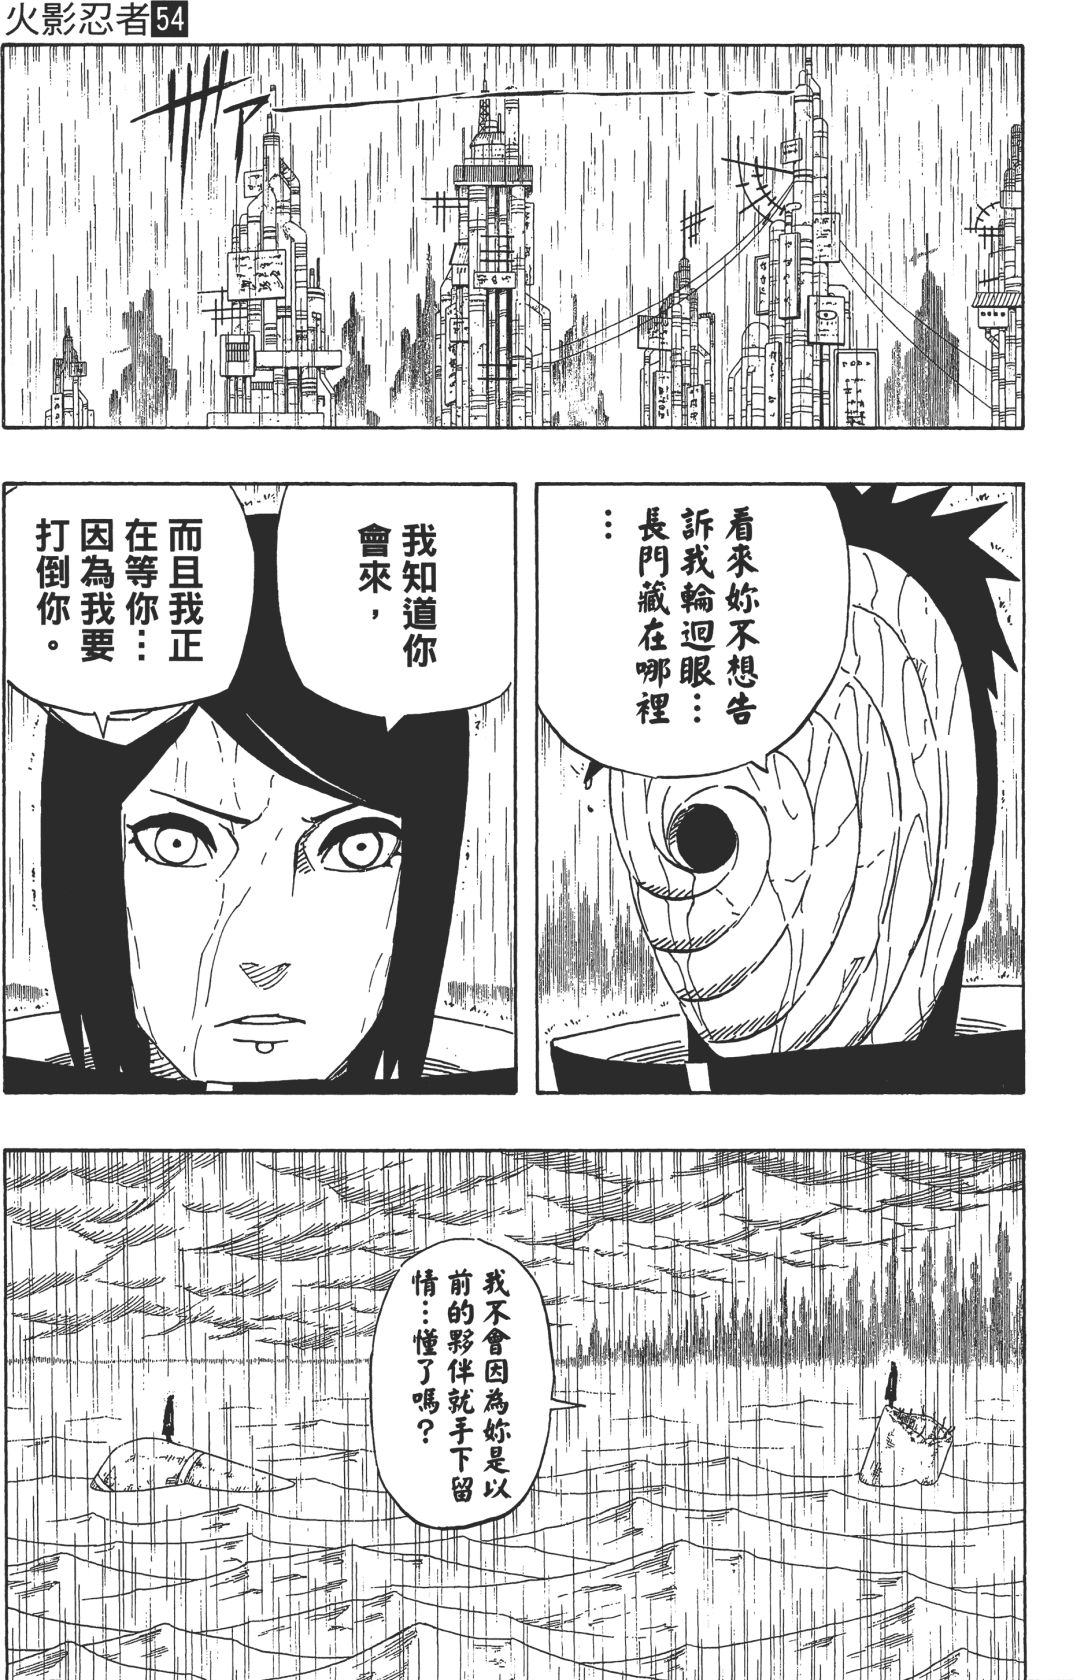 火影忍者54
ザザァ
看來妳不想告
訴我輪迴眼…
長門藏在哪裡
…
我知道你
會來，
而且我正
在等你…
因為我要
打倒你。
我不會因為妳是以
前的夥伴就手下留
情…懂了嗎？